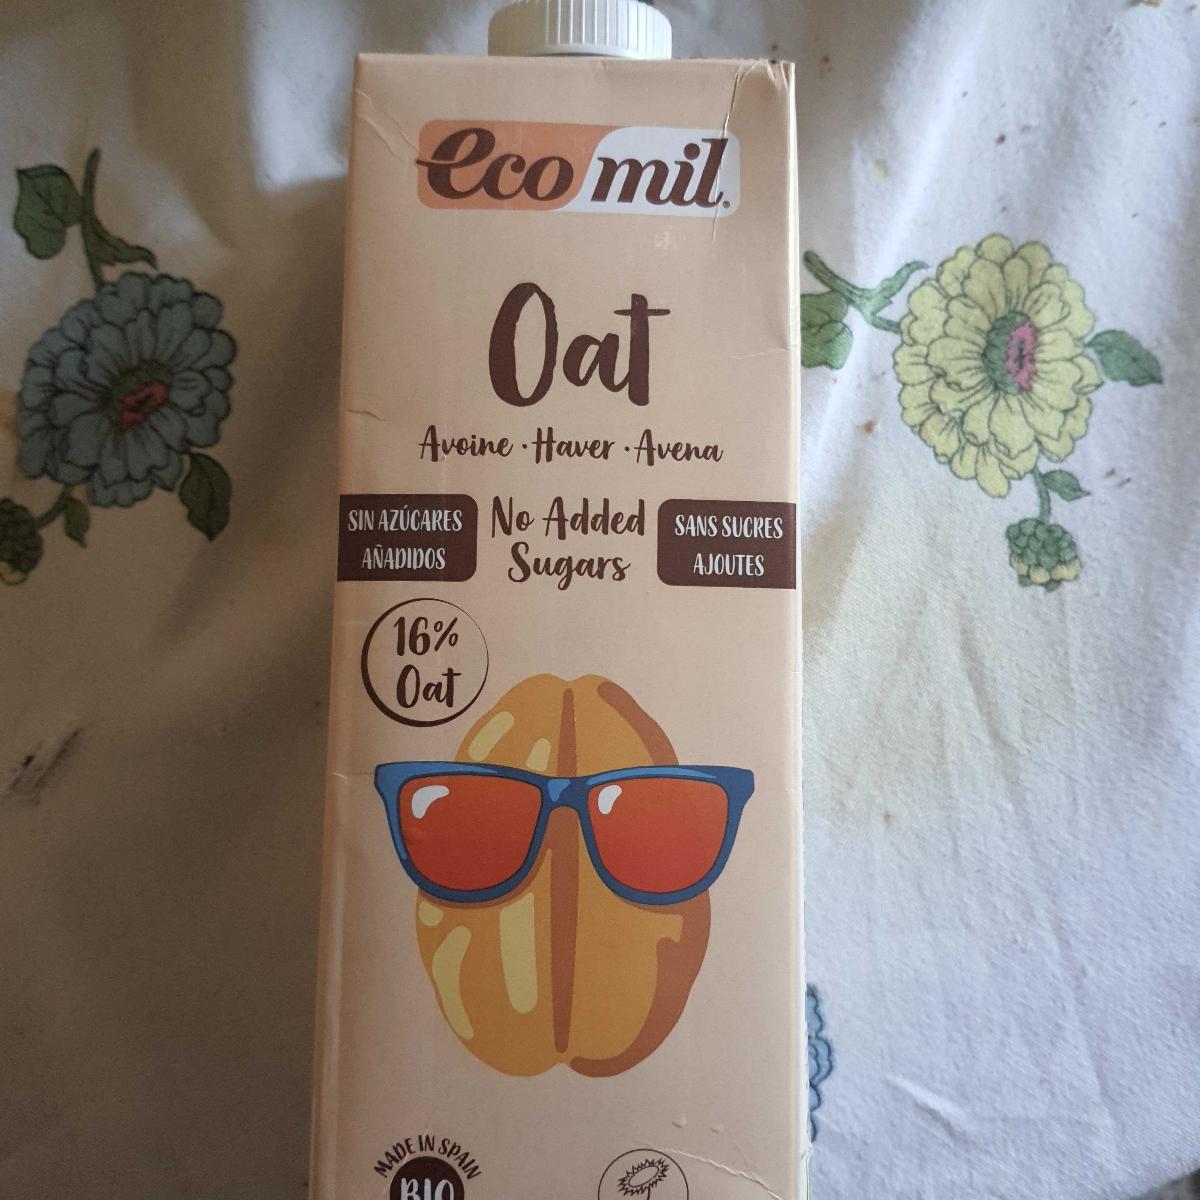 ecomil®
Oat
Avoine · Haver · Avena
SIN AZÚCARES
AÑADIDOS
No Added
Sugars
SANS SUCRES
AJOUTES
16%
Oat
MADE IN SPAIN
BIO